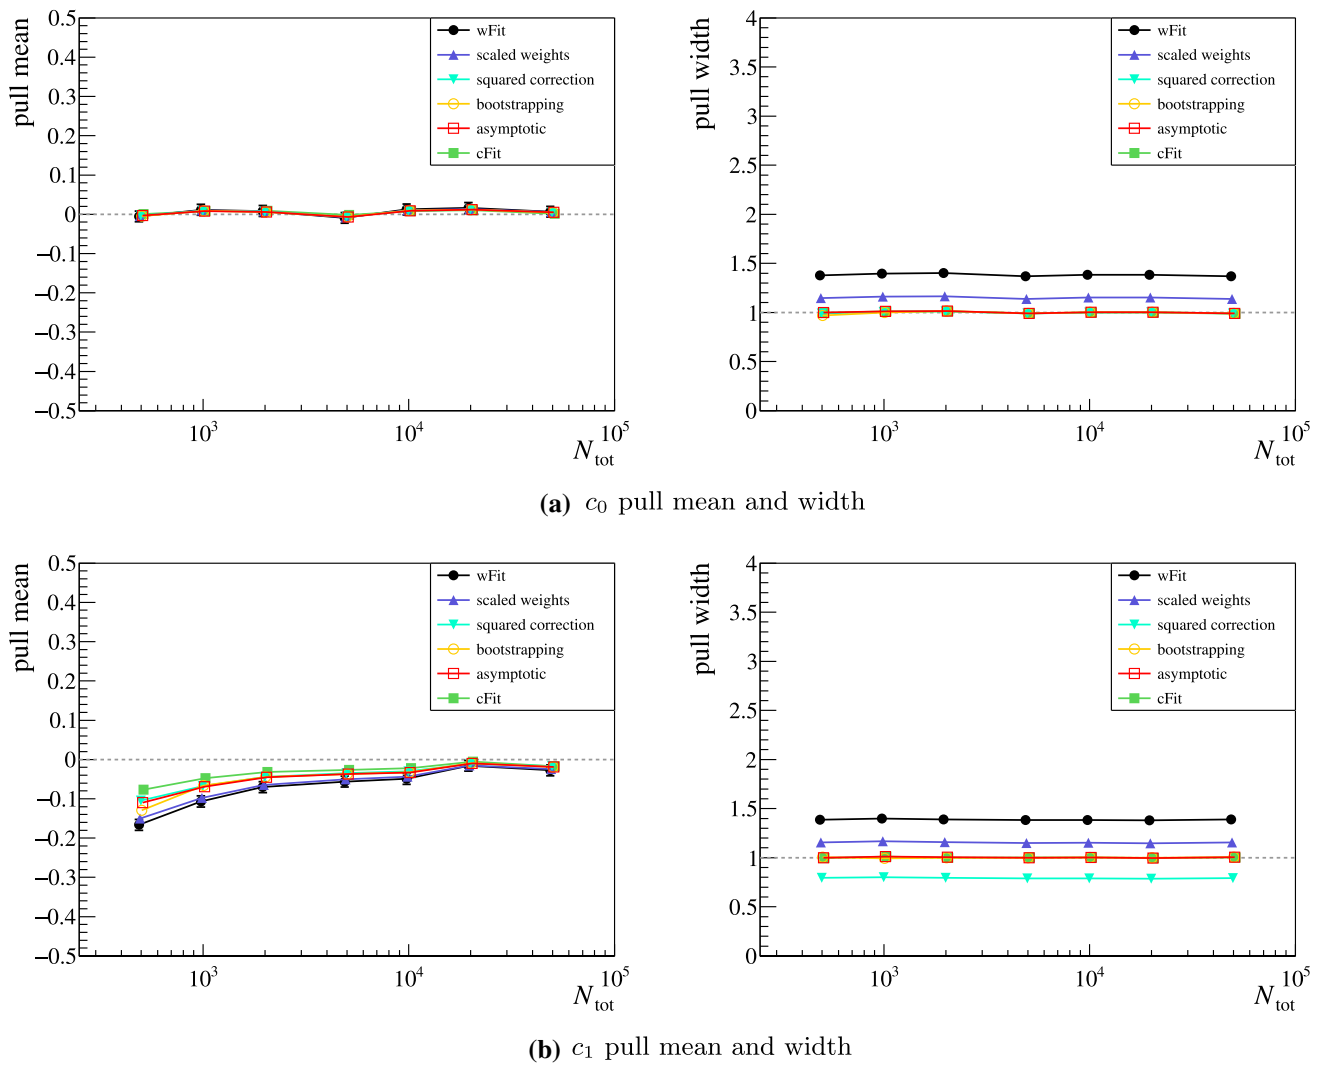 pull mean
0.5
0.4
0.3
0.2
0.1
0
−0.1
−0.2
−0.3
−0.4
−0.5
10³
10⁴
10⁵
N_tot
wFit
scaled weights
squared correction
bootstrapping
asymptotic
cFit
pull width
4
3.5
3
2.5
2
1.5
1
0.5
0
10³
10⁴
10⁵
N_tot
wFit
scaled weights
squared correction
bootstrapping
asymptotic
cFit
(a) c₀ pull mean and width
pull mean
0.5
0.4
0.3
0.2
0.1
0
−0.1
−0.2
−0.3
−0.4
−0.5
10³
10⁴
10⁵
N_tot
wFit
scaled weights
squared correction
bootstrapping
asymptotic
cFit
pull width
4
3.5
3
2.5
2
1.5
1
0.5
0
10³
10⁴
10⁵
N_tot
wFit
scaled weights
squared correction
bootstrapping
asymptotic
cFit
(b) c₁ pull mean and width